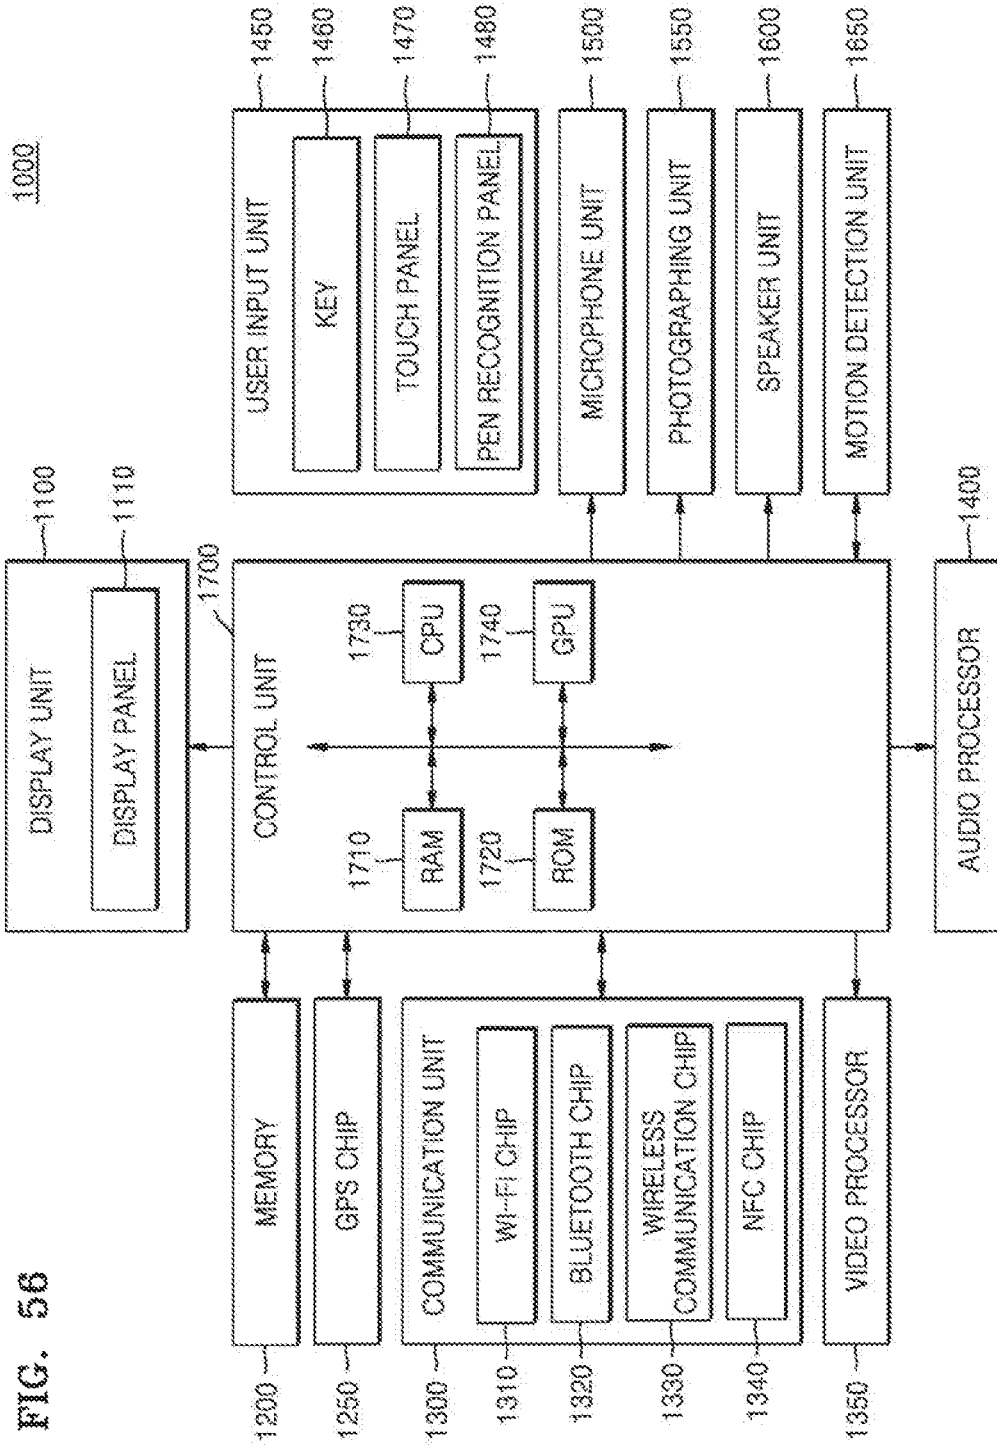 FIG. 56
1000
DISPLAY UNIT
1100
DISPLAY PANEL
1110
1200
MEMORY
1250
GPS CHIP
1300
COMMUNICATION UNIT
1310
WI-FI CHIP
1320
BLUETOOTH CHIP
1330
WIRELESS
COMMUNICATION CHIP
1340
NFC CHIP
1350
VIDEO PROCESSOR
1700
CONTROL UNIT
1710
RAM
1730
CPU
1720
ROM
1740
GPU
USER INPUT UNIT
1450
KEY
1460
TOUCH PANEL
1470
PEN RECOGNITION PANEL
1480
MICROPHONE UNIT
1500
PHOTOGRAPHING UNIT
1550
SPEAKER UNIT
1600
MOTION DETECTION UNIT
1650
AUDIO PROCESSOR
1400